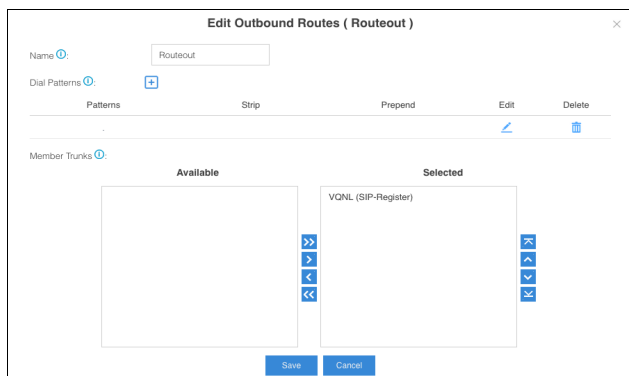 Edit Outbound Routes ( Routeout )
Name : Routeout
Dial Patterns :
Patterns Strip Prepend Edit Delete
.
Member Trunks :
Available Selected
VQNL (SIP-Register)
Save Cancel